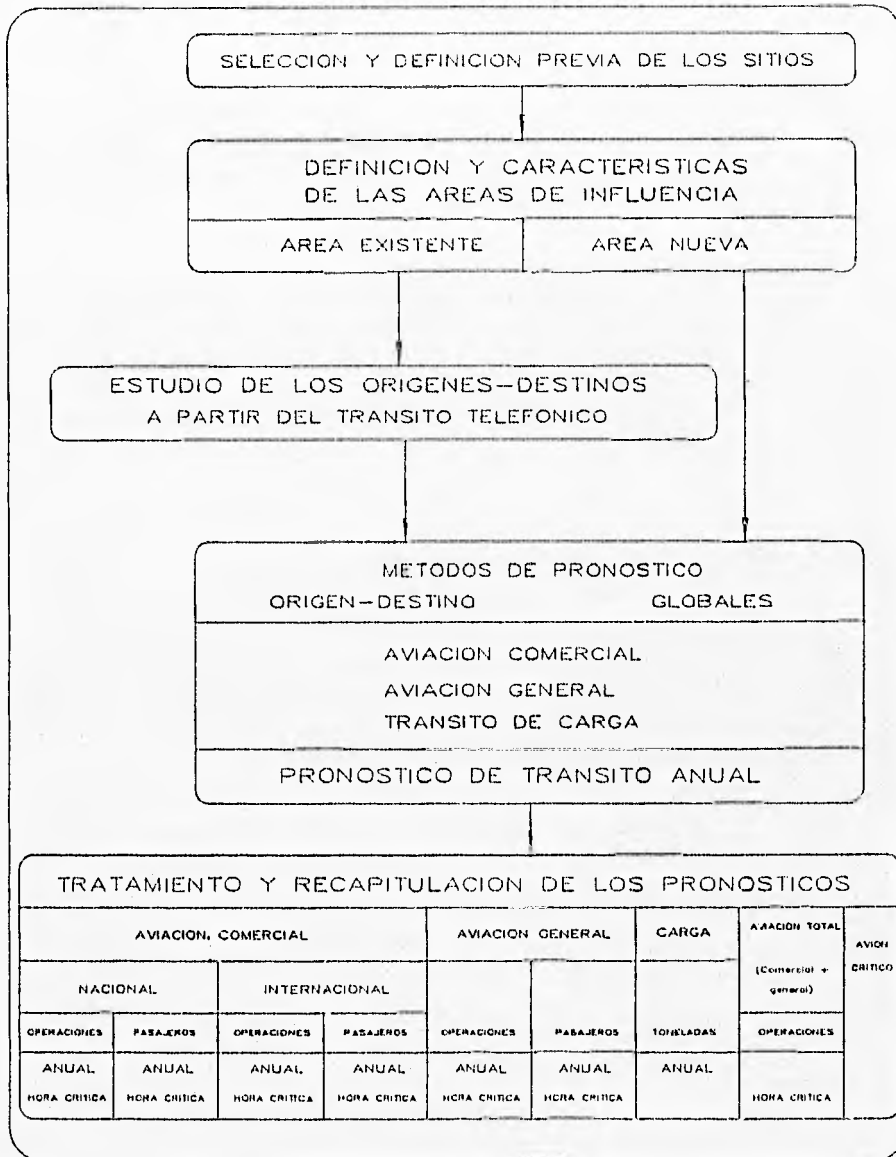 SELECCION Y DEFINICION PREVIA DE LOS SITIOS
DEFINICION Y CARACTERISTICAS
DE LAS AREAS DE INFLUENCIA
AREA EXISTENTE AREA NUEVA
ESTUDIO DE LOS ORIGENES-DESTINOS
A PARTIR DEL TRANSITO TELEFONICO
METODOS DE PRONOSTICO
ORIGEN-DESTINO GLOBALES
AVIACION COMERCIAL
AVIACION GENERAL
TRANSITO DE CARGA
PRONOSTICO DE TRANSITO ANUAL
TRATAMIENTO Y RECAPITULACION DE LOS PRONOSTICOS
AVIACION. COMERCIAL AVIACION GENERAL CARGA AVIACIÓN TOTAL AVION
(Comercial + CRITICO
NACIONAL INTERNACIONAL general)
OPERACIONES PASAJEROS OPERACIONES PASAJEROS OPERACIONES PASAJEROS TONELADAS OPERACIONES
ANUAL ANUAL ANUAL ANUAL ANUAL ANUAL ANUAL
HORA CRITICA HORA CRITICA HORA CRITICA HORA CRITICA HORA CRITICA HORA CRITICA HORA CRITICA